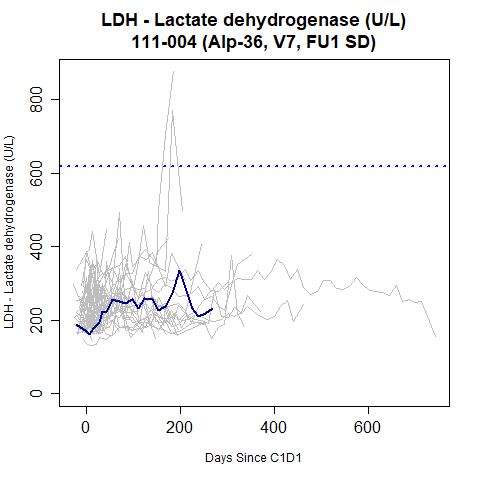 LDH - Lactate dehydrogenase (U/L)
111-004 (Alp-36, V7, FU1 SD)
LDH - Lactate dehydrogenase (U/L)
800
600
400
200
0
0 200 400 600
Days Since C1D1